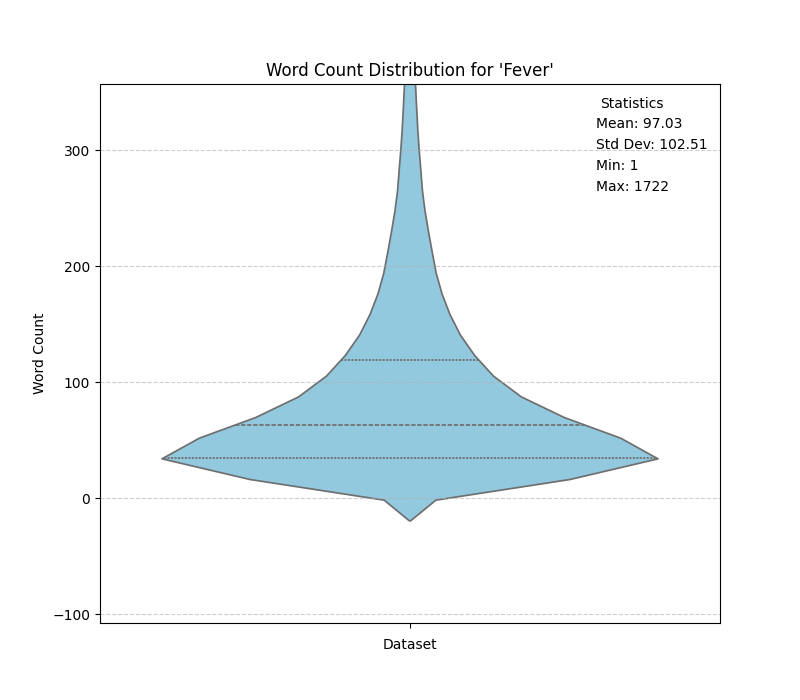 Word Count Distribution for 'Fever'
Statistics
Mean: 97.03
Std Dev: 102.51
Min: 1
Max: 1722
300
200
100
0
−100
Word Count
Dataset